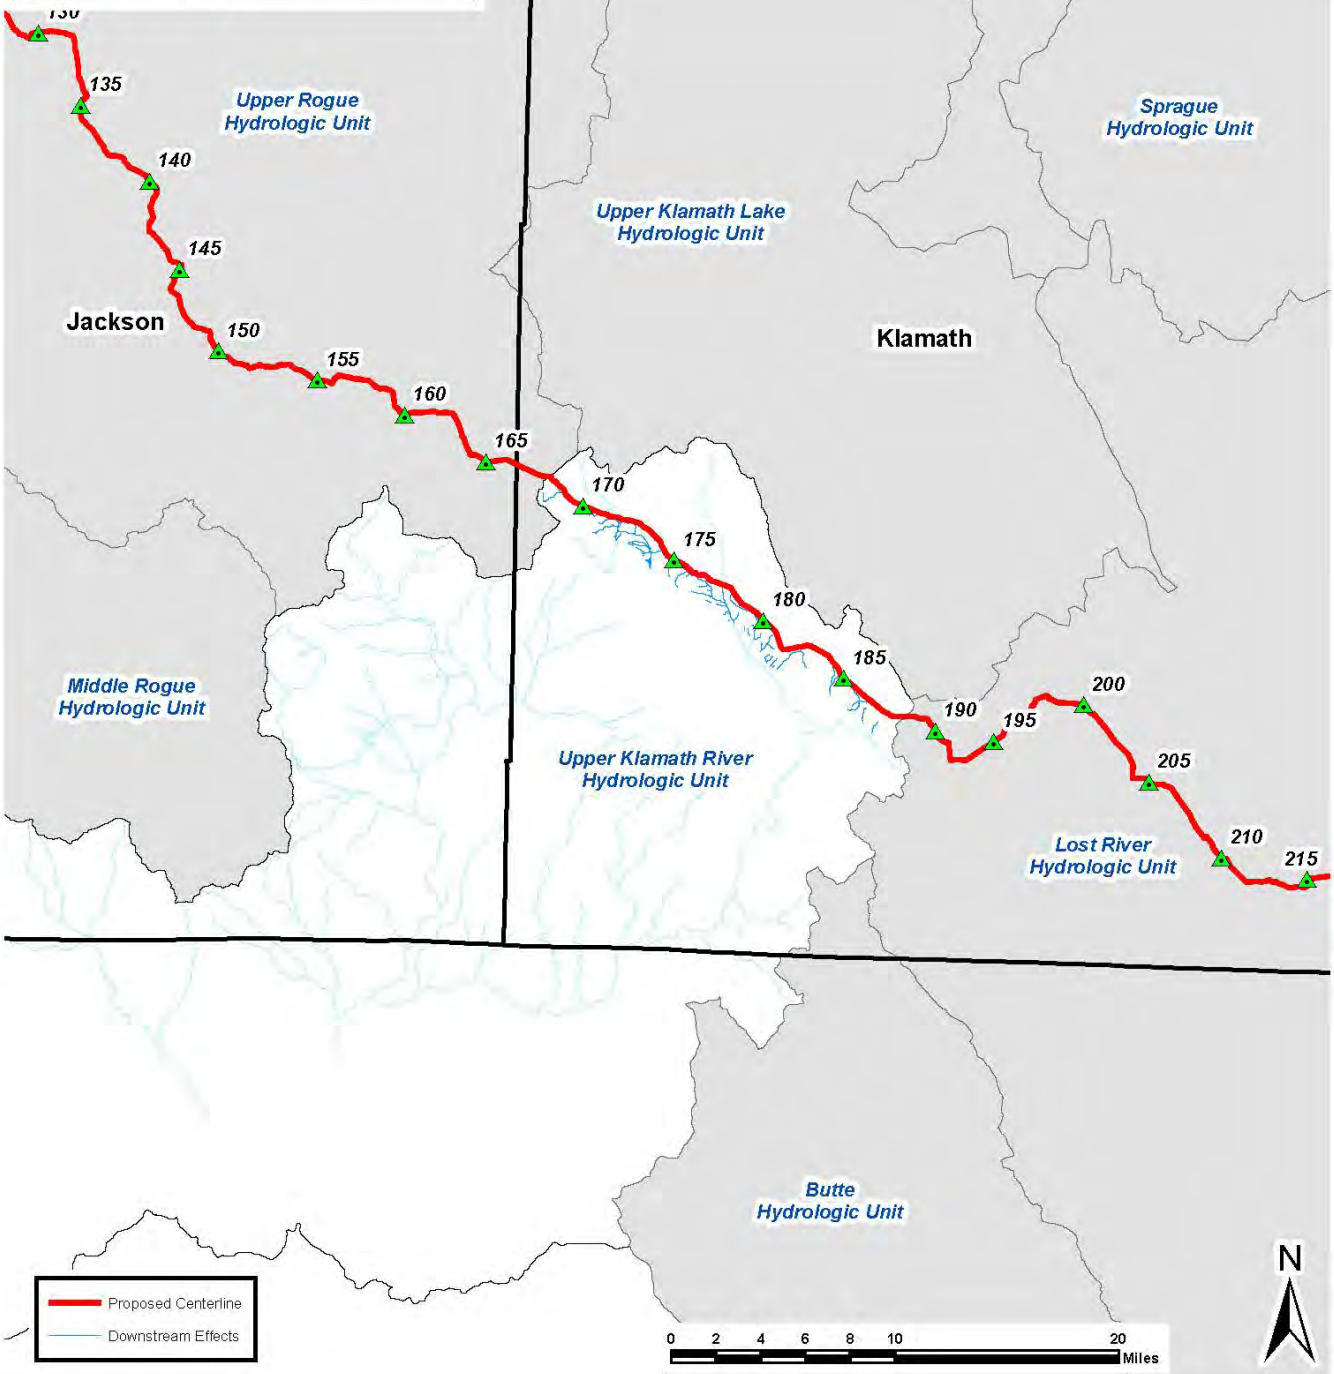 130
135
Upper Rogue
Hydrologic Unit
Sprague
Hydrologic Unit
140
Upper Klamath Lake
Hydrologic Unit
145
Jackson
150
Klamath
155
160
165
170
175
180
185
Middle Rogue
Hydrologic Unit
190
195
200
Upper Klamath River
Hydrologic Unit
205
Lost River
Hydrologic Unit
210
215
Butte
Hydrologic Unit
N
Proposed Centerline
Downstream Effects
0 2 4 6 8 10 20
Miles